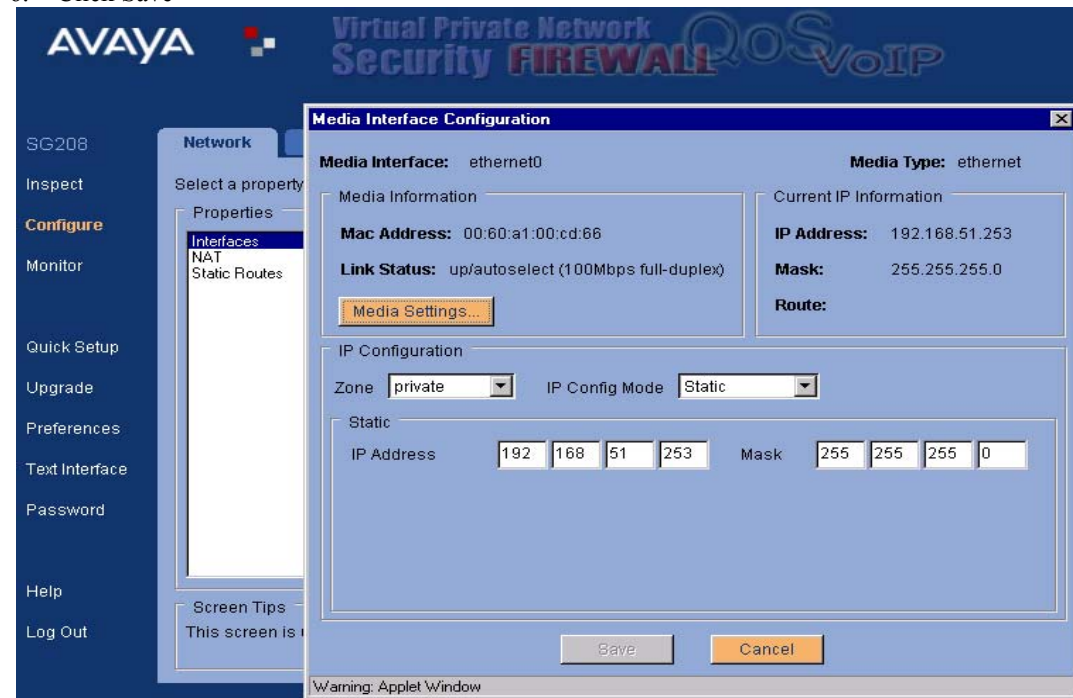 Click Save
AVAYA
Virtual Private Network
Security FIREWALL QoS VoIP
SG208
Inspect
Configure
Monitor
Quick Setup
Upgrade
Preferences
Text Interface
Password
Help
Log Out
Network
Select a property
Properties
Interfaces
NAT
Static Routes
Screen Tips
This screen is
Media Interface Configuration
Media Interface: ethernet0
Media Type: ethernet
Media Information
Mac Address: 00:60:a1:00:cd:66
Link Status: up/autoselect (100Mbps full-duplex)
Media Settings...
Current IP Information
IP Address: 192.168.51.253
Mask: 255.255.255.0
Route:
IP Configuration
Zone private IP Config Mode Static
Static
IP Address 192 168 51 253 Mask 255 255 255 0
Save Cancel
Warning: Applet Window